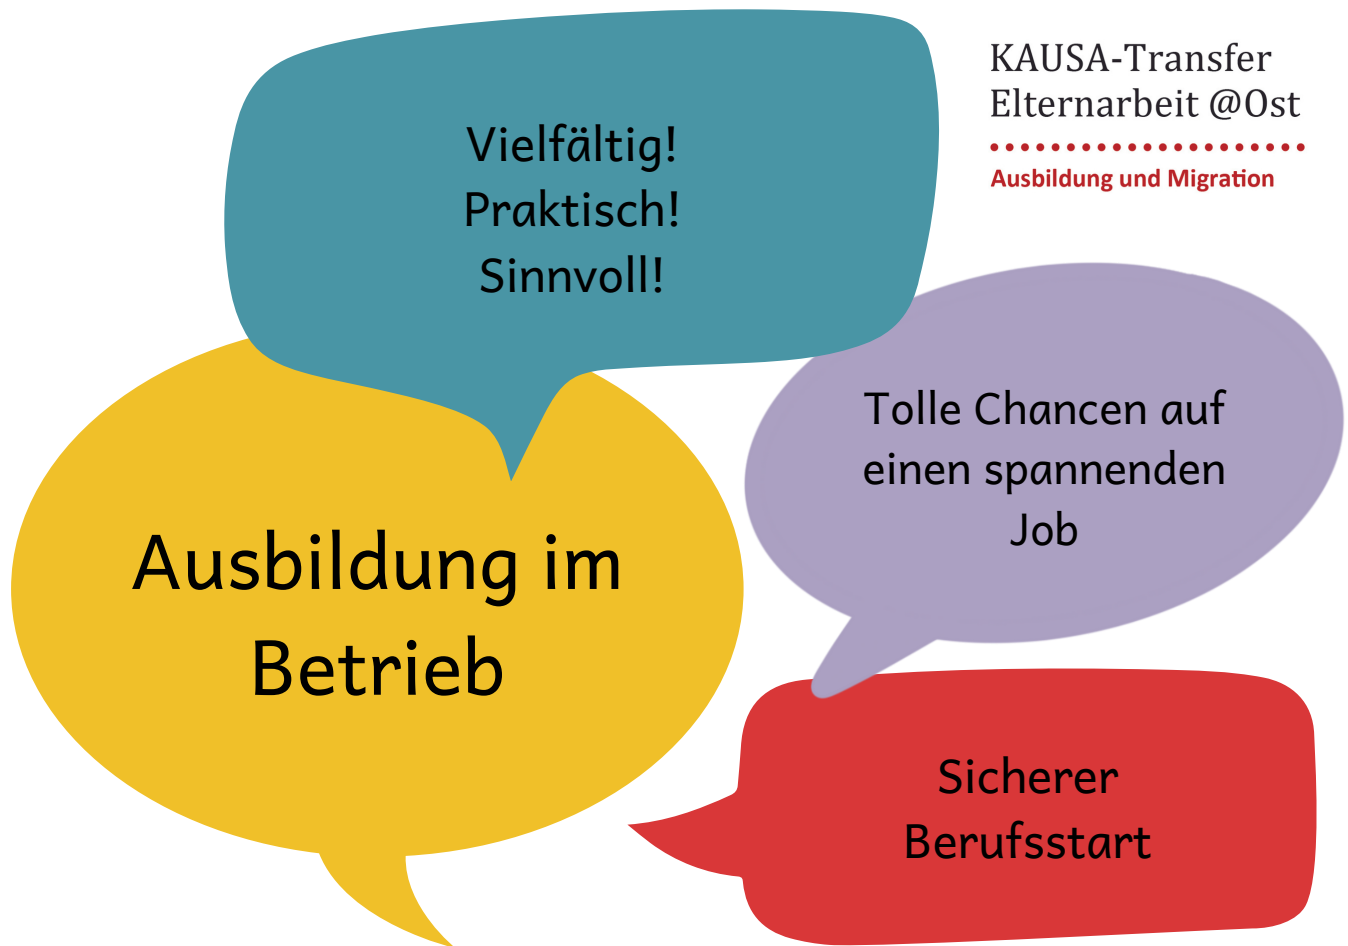 KAUSA-Transfer
Elternarbeit @Ost
Ausbildung und Migration
Vielfältig!
Praktisch!
Sinnvoll!
Tolle Chancen auf
einen spannenden
Job
Ausbildung im
Betrieb
Sicherer
Berufsstart